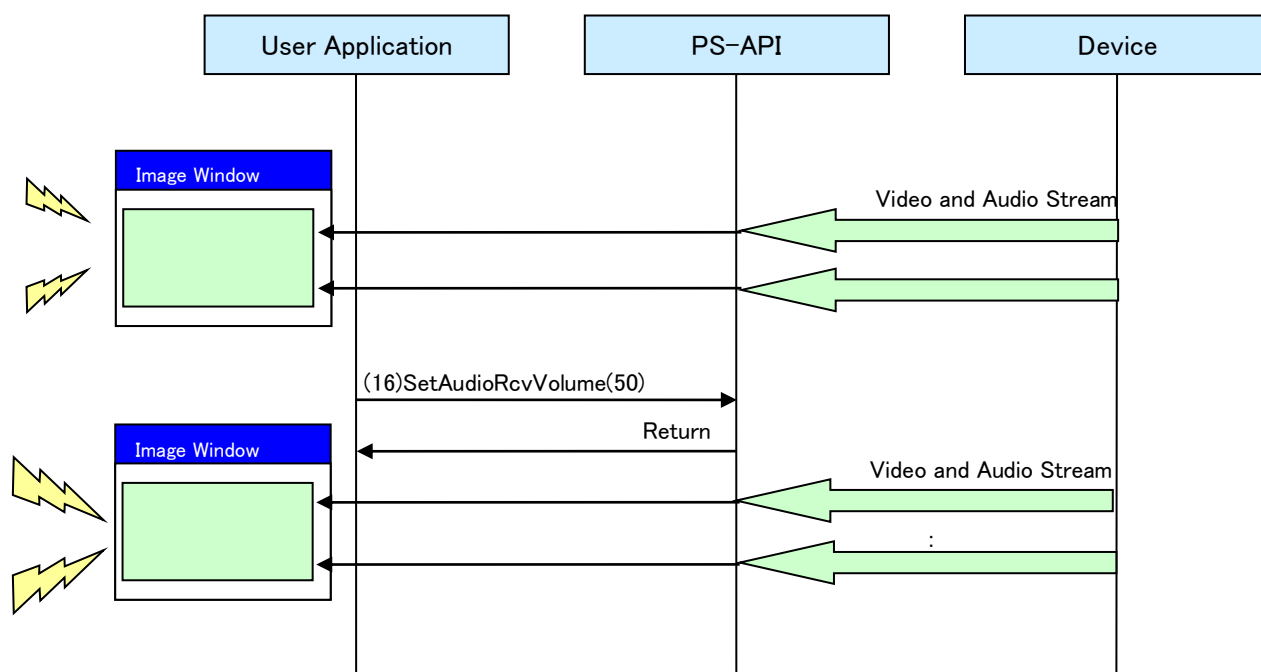 User Application
PS-API
Device
Image Window
Video and Audio Stream
(16)SetAudioRcvVolume(50)
Return
Image Window
Video and Audio Stream
: